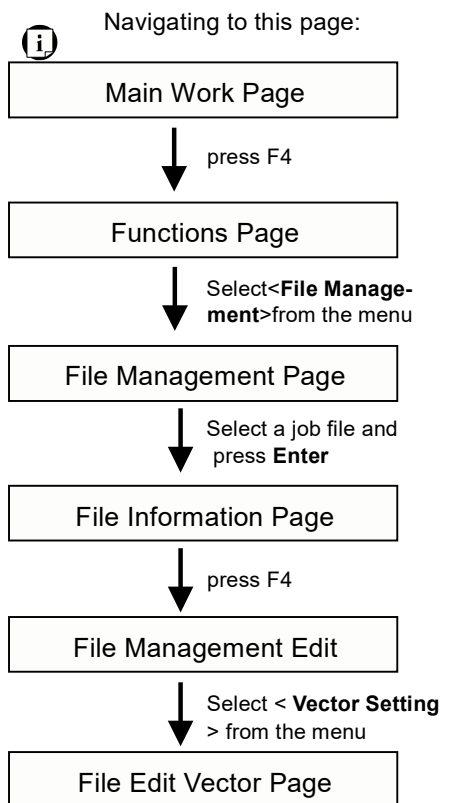 Navigating to this page:
i
Main Work Page
press F4
Functions Page
Select<File Manage-
ment>from the menu
File Management Page
Select a job file and
press Enter
File Information Page
press F4
File Management Edit
Select < Vector Setting
> from the menu
File Edit Vector Page